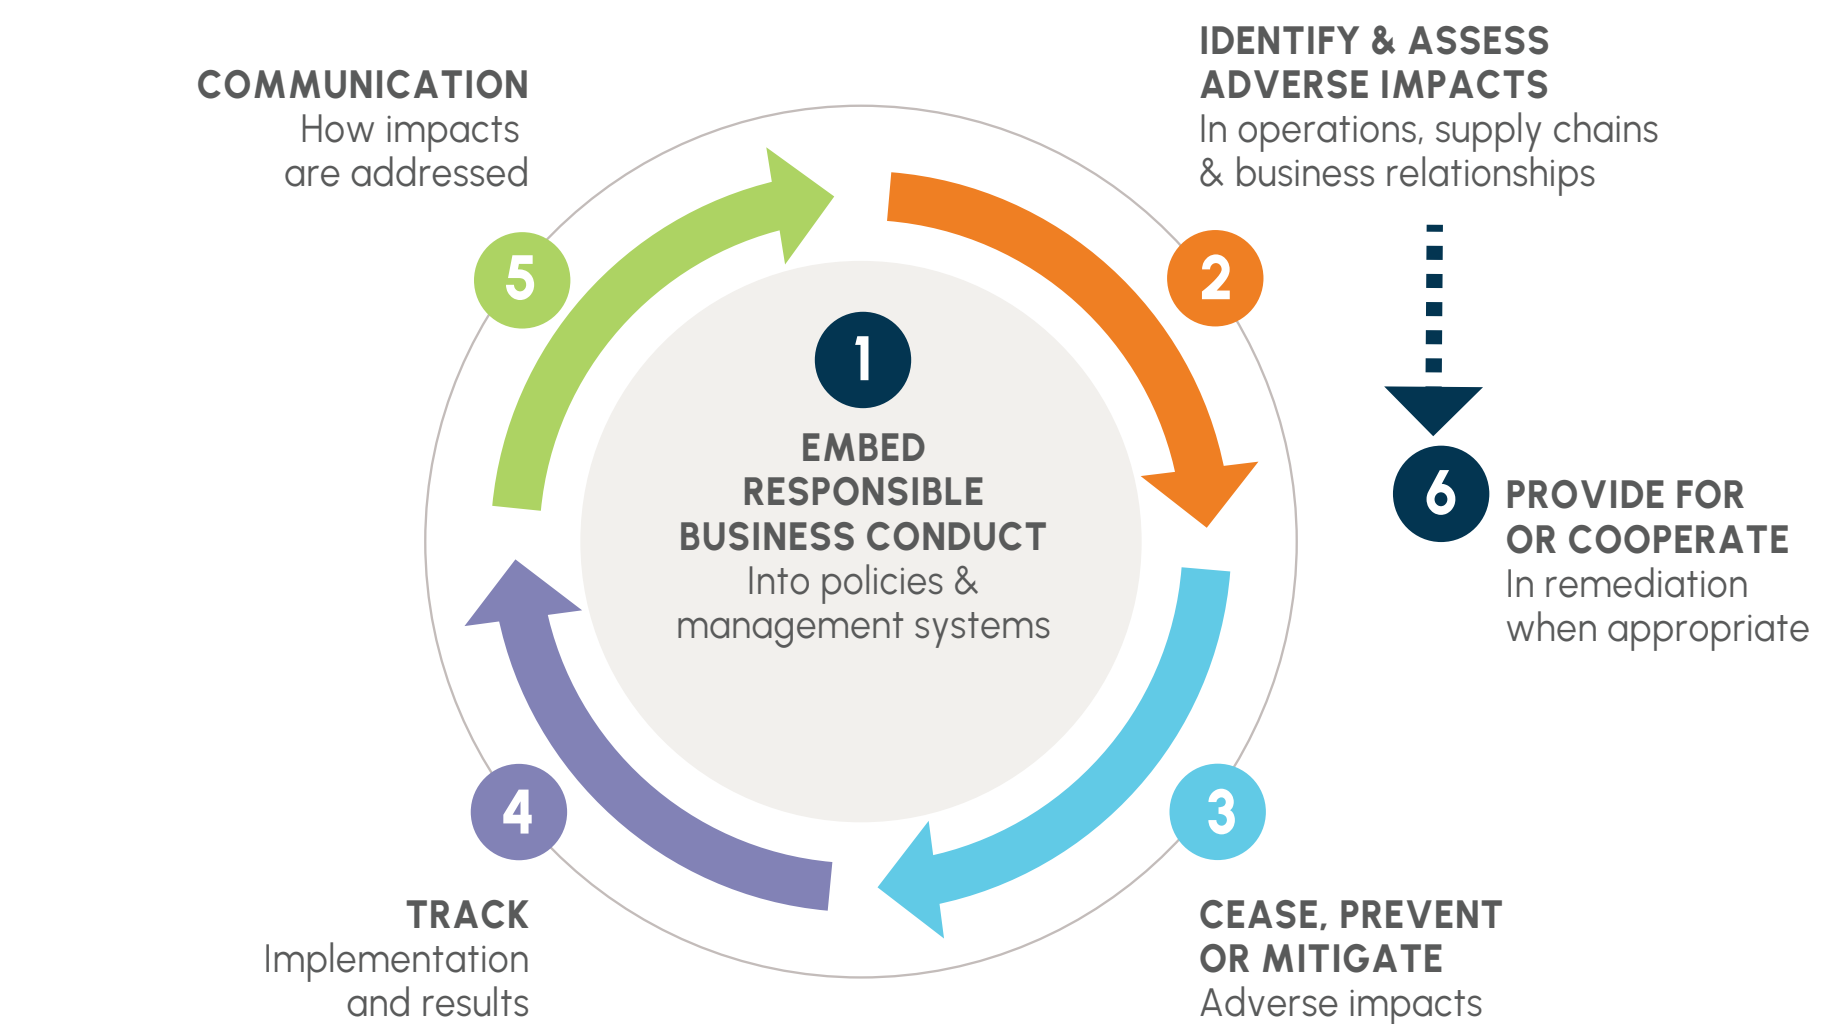 COMMUNICATION
How impacts
are addressed
5
IDENTIFY & ASSESS
ADVERSE IMPACTS
In operations, supply chains
& business relationships
2
1
EMBED
RESPONSIBLE
BUSINESS CONDUCT
Into policies &
management systems
6
PROVIDE FOR
OR COOPERATE
In remediation
when appropriate
4
TRACK
Implementation
and results
3
CEASE, PREVENT
OR MITIGATE
Adverse impacts